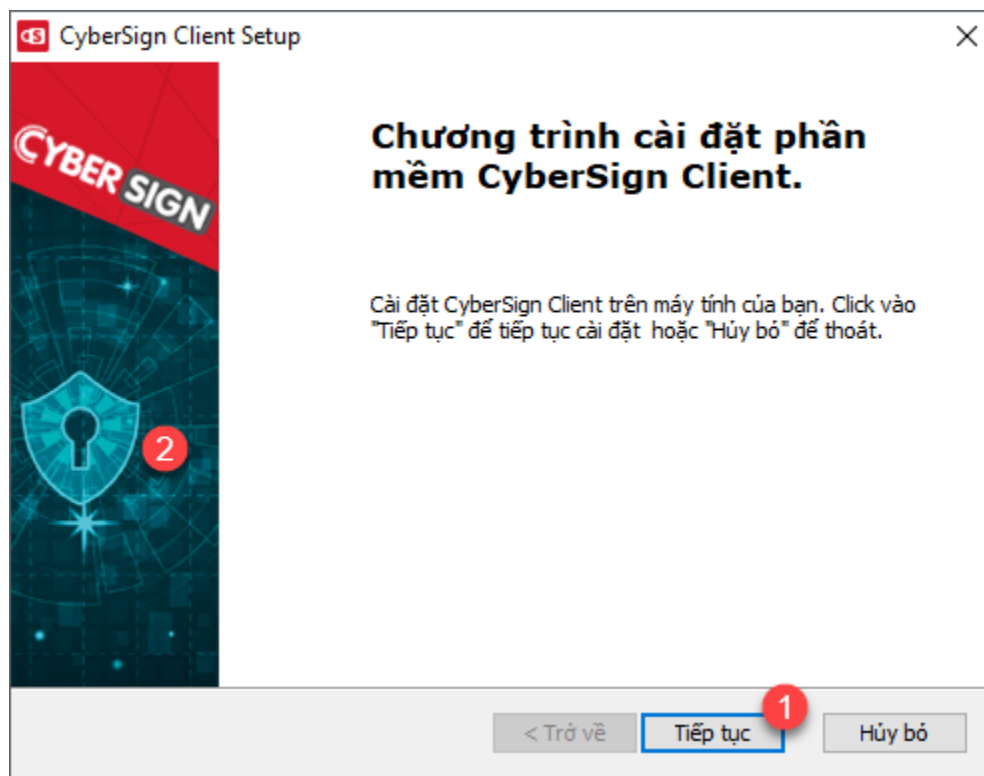 CyberSign Client Setup
CYBER SIGN
Chương trình cài đặt phần
mềm CyberSign Client.
Cài đặt CyberSign Client trên máy tính của bạn. Click vào
"Tiếp tục" để tiếp tục cài đặt  hoặc "Hủy bỏ" để thoát.
2
1
< Trở về
Tiếp tục
Hủy bỏ